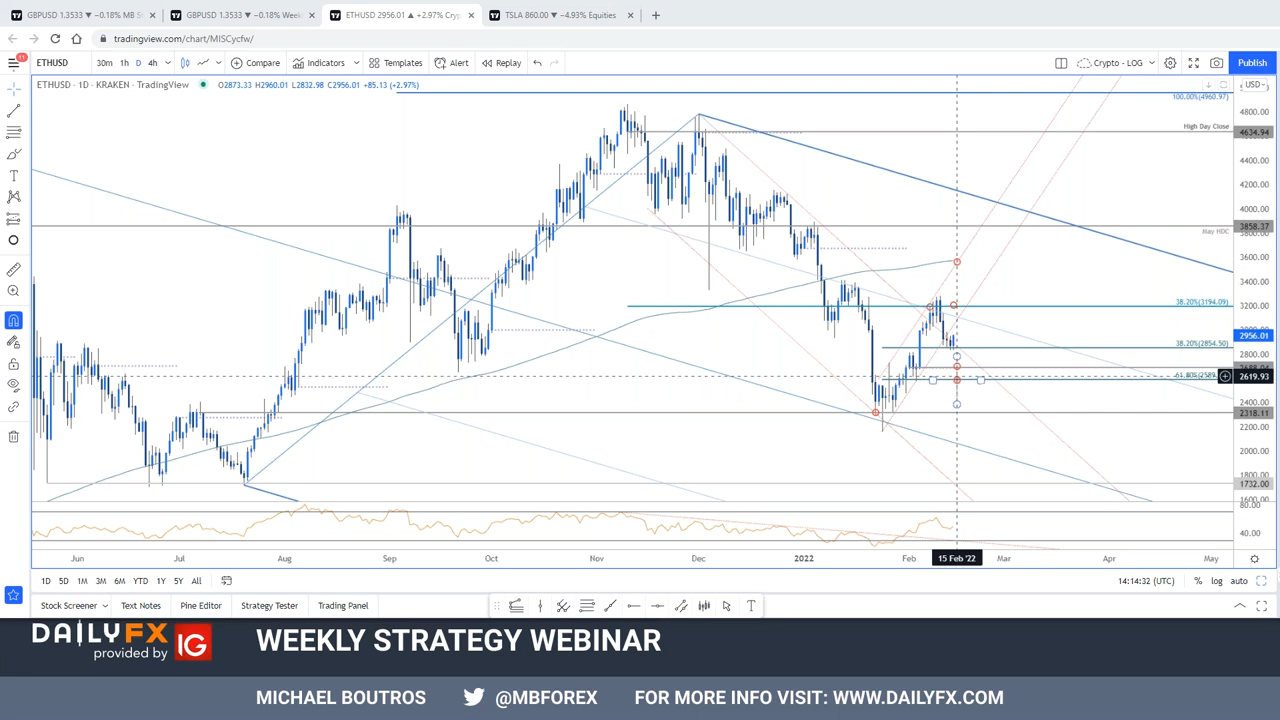 GBPUSD 1.3533 ▼ −0.18% MB S
GBPUSD 1.3533 ▼ −0.18% Weekl
ETHUSD 2956.01 ▲ +2.97% Cryp
TSLA 860.00 ▼ −4.93% Equities
tradingview.com/chart/MISCycfw/
11
ETHUSD 30m 1h D 4h Compare Indicators Templates Alert Replay Crypto - LOG Publish
ETHUSD · 1D · KRAKEN · TradingView O2873.33 H2960.01 L2832.98 C2956.01 +85.13 (+2.97%) USD
100.00%(4960.97)
4800.00
High Day Close
4634.94
4400.00
4200.00
3858.37
May HDC
3800.00
3600.00
3400.00
38.20%(3194.09)
3200.00
3000.00
2956.01
38.20%(2854.50)
2800.00
2619.93
2400.00
2318.11
2200.00
2000.00
1800.00
1732.00
1600.00
80.00
40.00
Jun Jul Aug Sep Oct Nov Dec 2022 Feb 15 Feb '22 Mar Apr May
1D 5D 1M 3M 6M YTD 1Y 5Y All 14:14:32 (UTC) % log auto
Stock Screener Text Notes Pine Editor Strategy Tester Trading Panel
DAILYFX
provided by IG
WEEKLY STRATEGY WEBINAR
MICHAEL BOUTROS @MBFOREX FOR MORE INFO VISIT: WWW.DAILYFX.COM